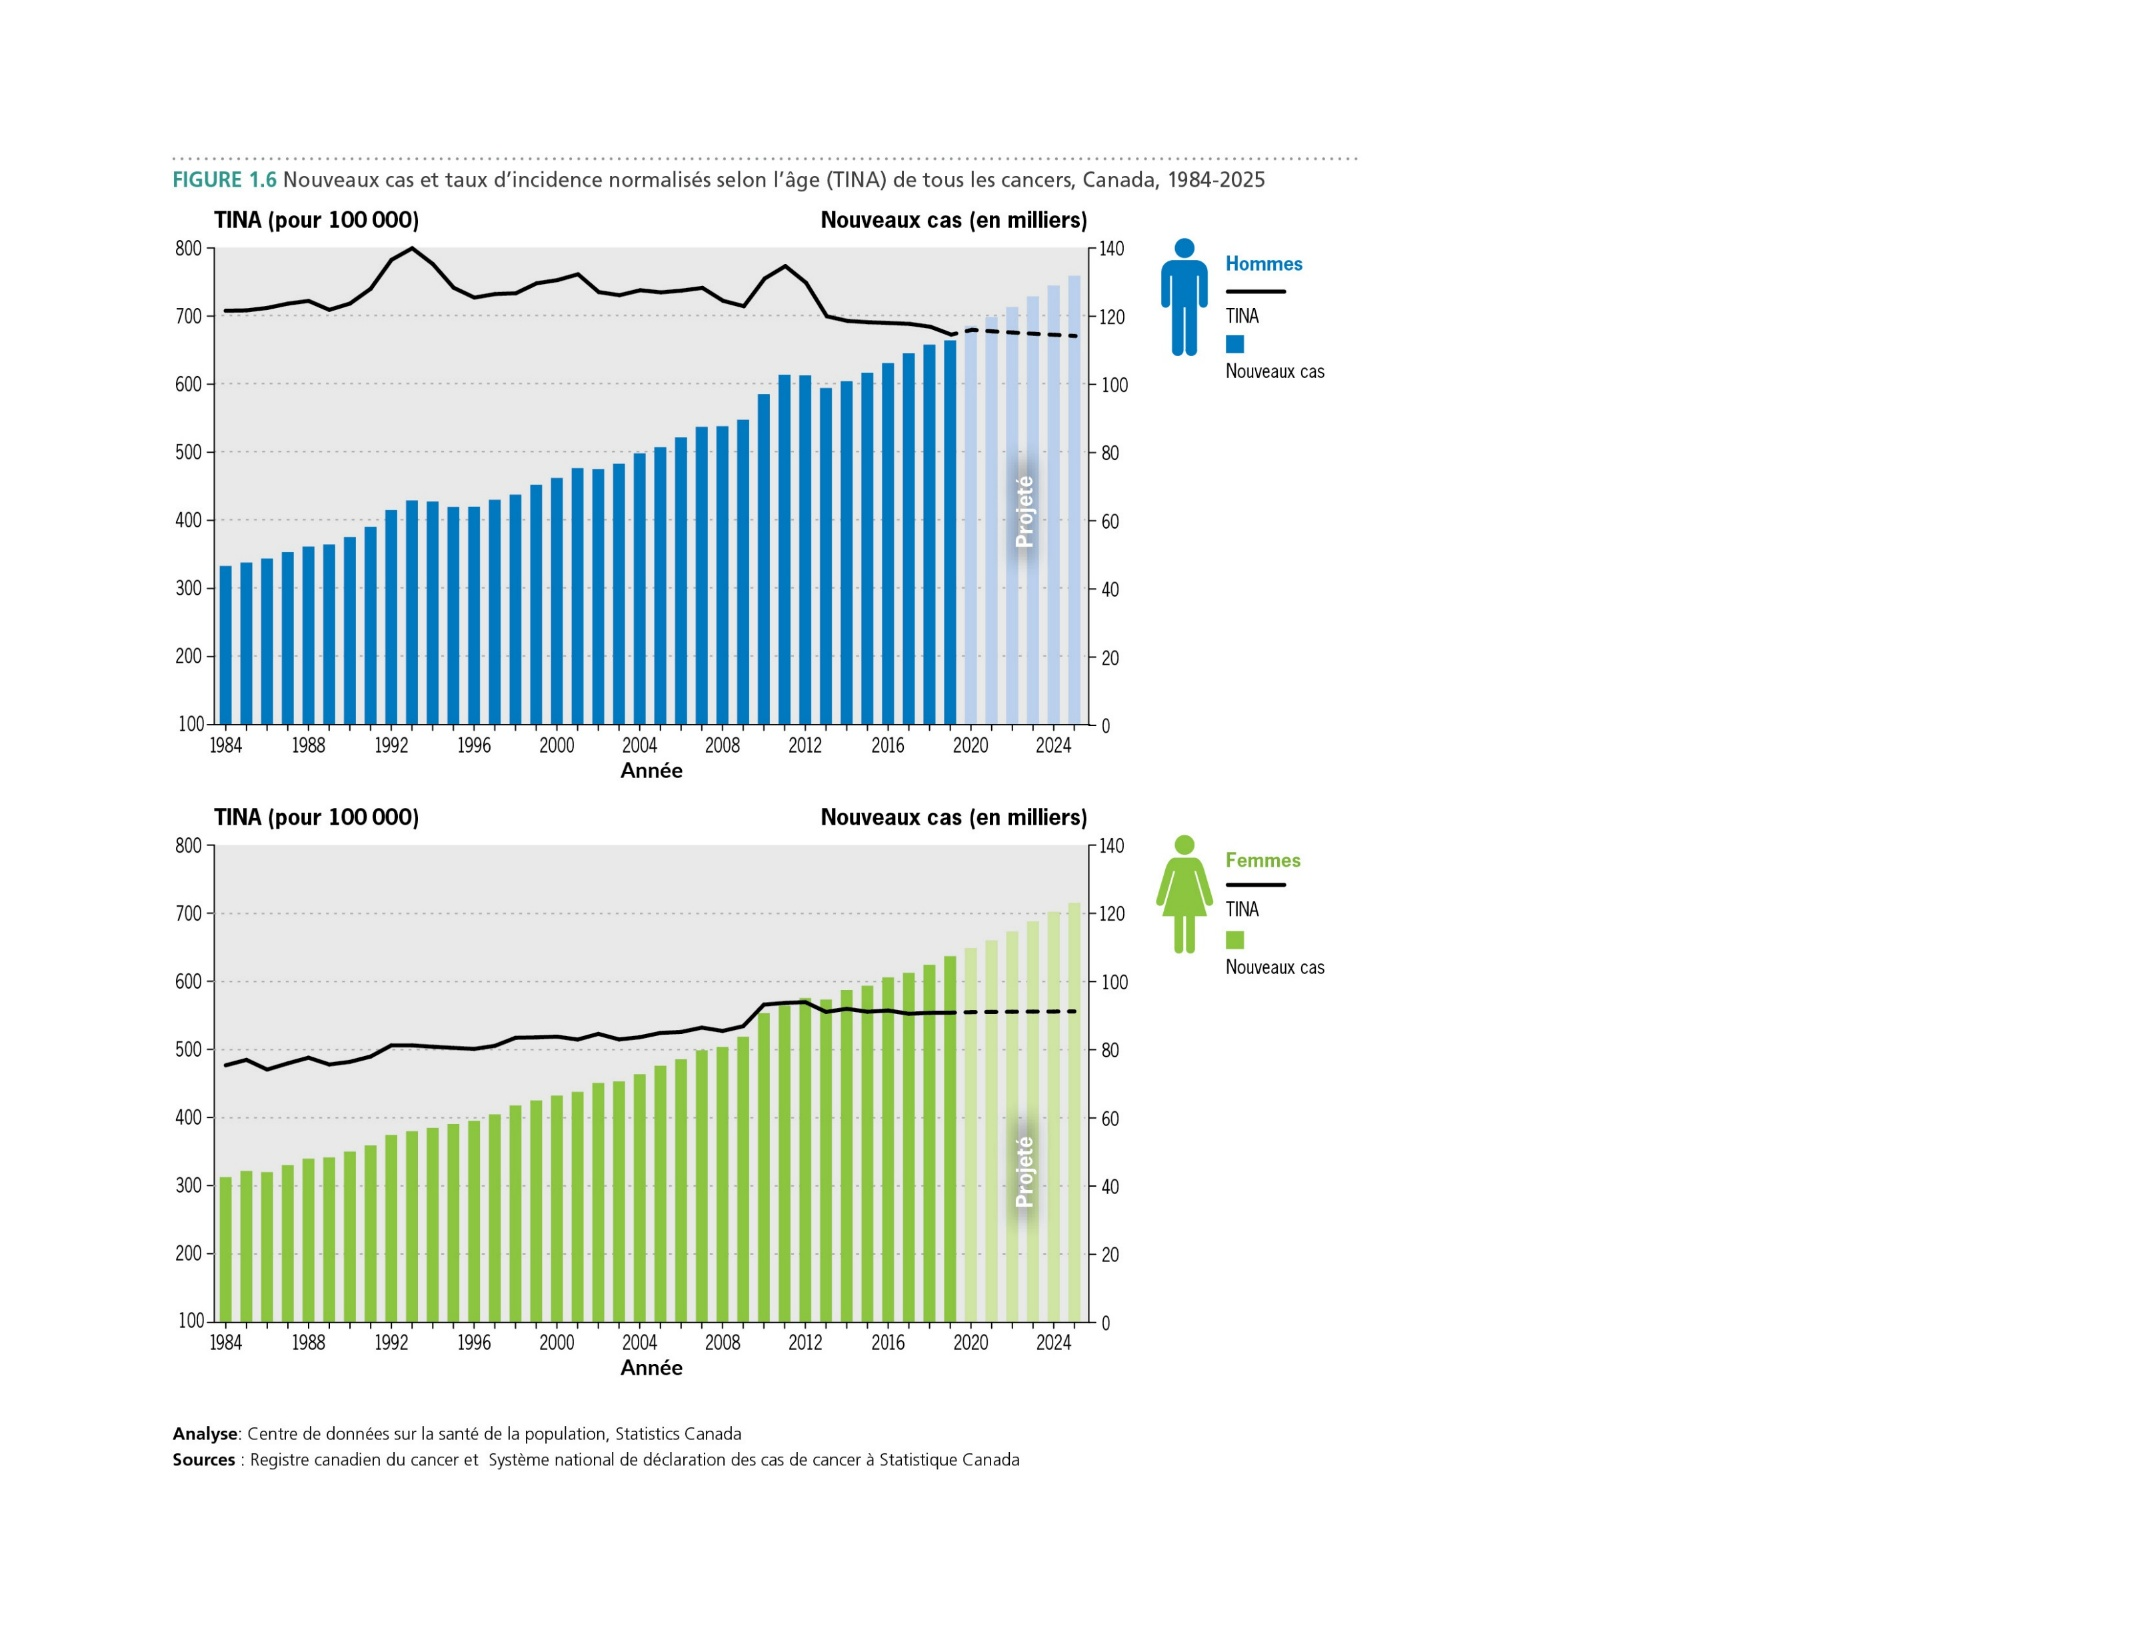 FIGURE 1.6 Nouveaux cas et taux d’incidence normalisés selon l’âge (TINA) de tous les cancers, Canada, 1984-2025
TINA (pour 100 000) Nouveaux cas (en milliers)
800
700
600
500
400
300
200
100
140
120
100
80
60
40
20
0
Projeté
1984 1988 1992 1996 2000 2004 2008 2012 2016 2020 2024
Année
Hommes
TINA
Nouveaux cas
TINA (pour 100 000) Nouveaux cas (en milliers)
800
700
600
500
400
300
200
100
140
120
100
80
60
40
20
0
Projeté
1984 1988 1992 1996 2000 2004 2008 2012 2016 2020 2024
Année
Femmes
TINA
Nouveaux cas
Analyse: Centre de données sur la santé de la population, Statistics Canada
Sources : Registre canadien du cancer et Système national de déclaration des cas de cancer à Statistique Canada